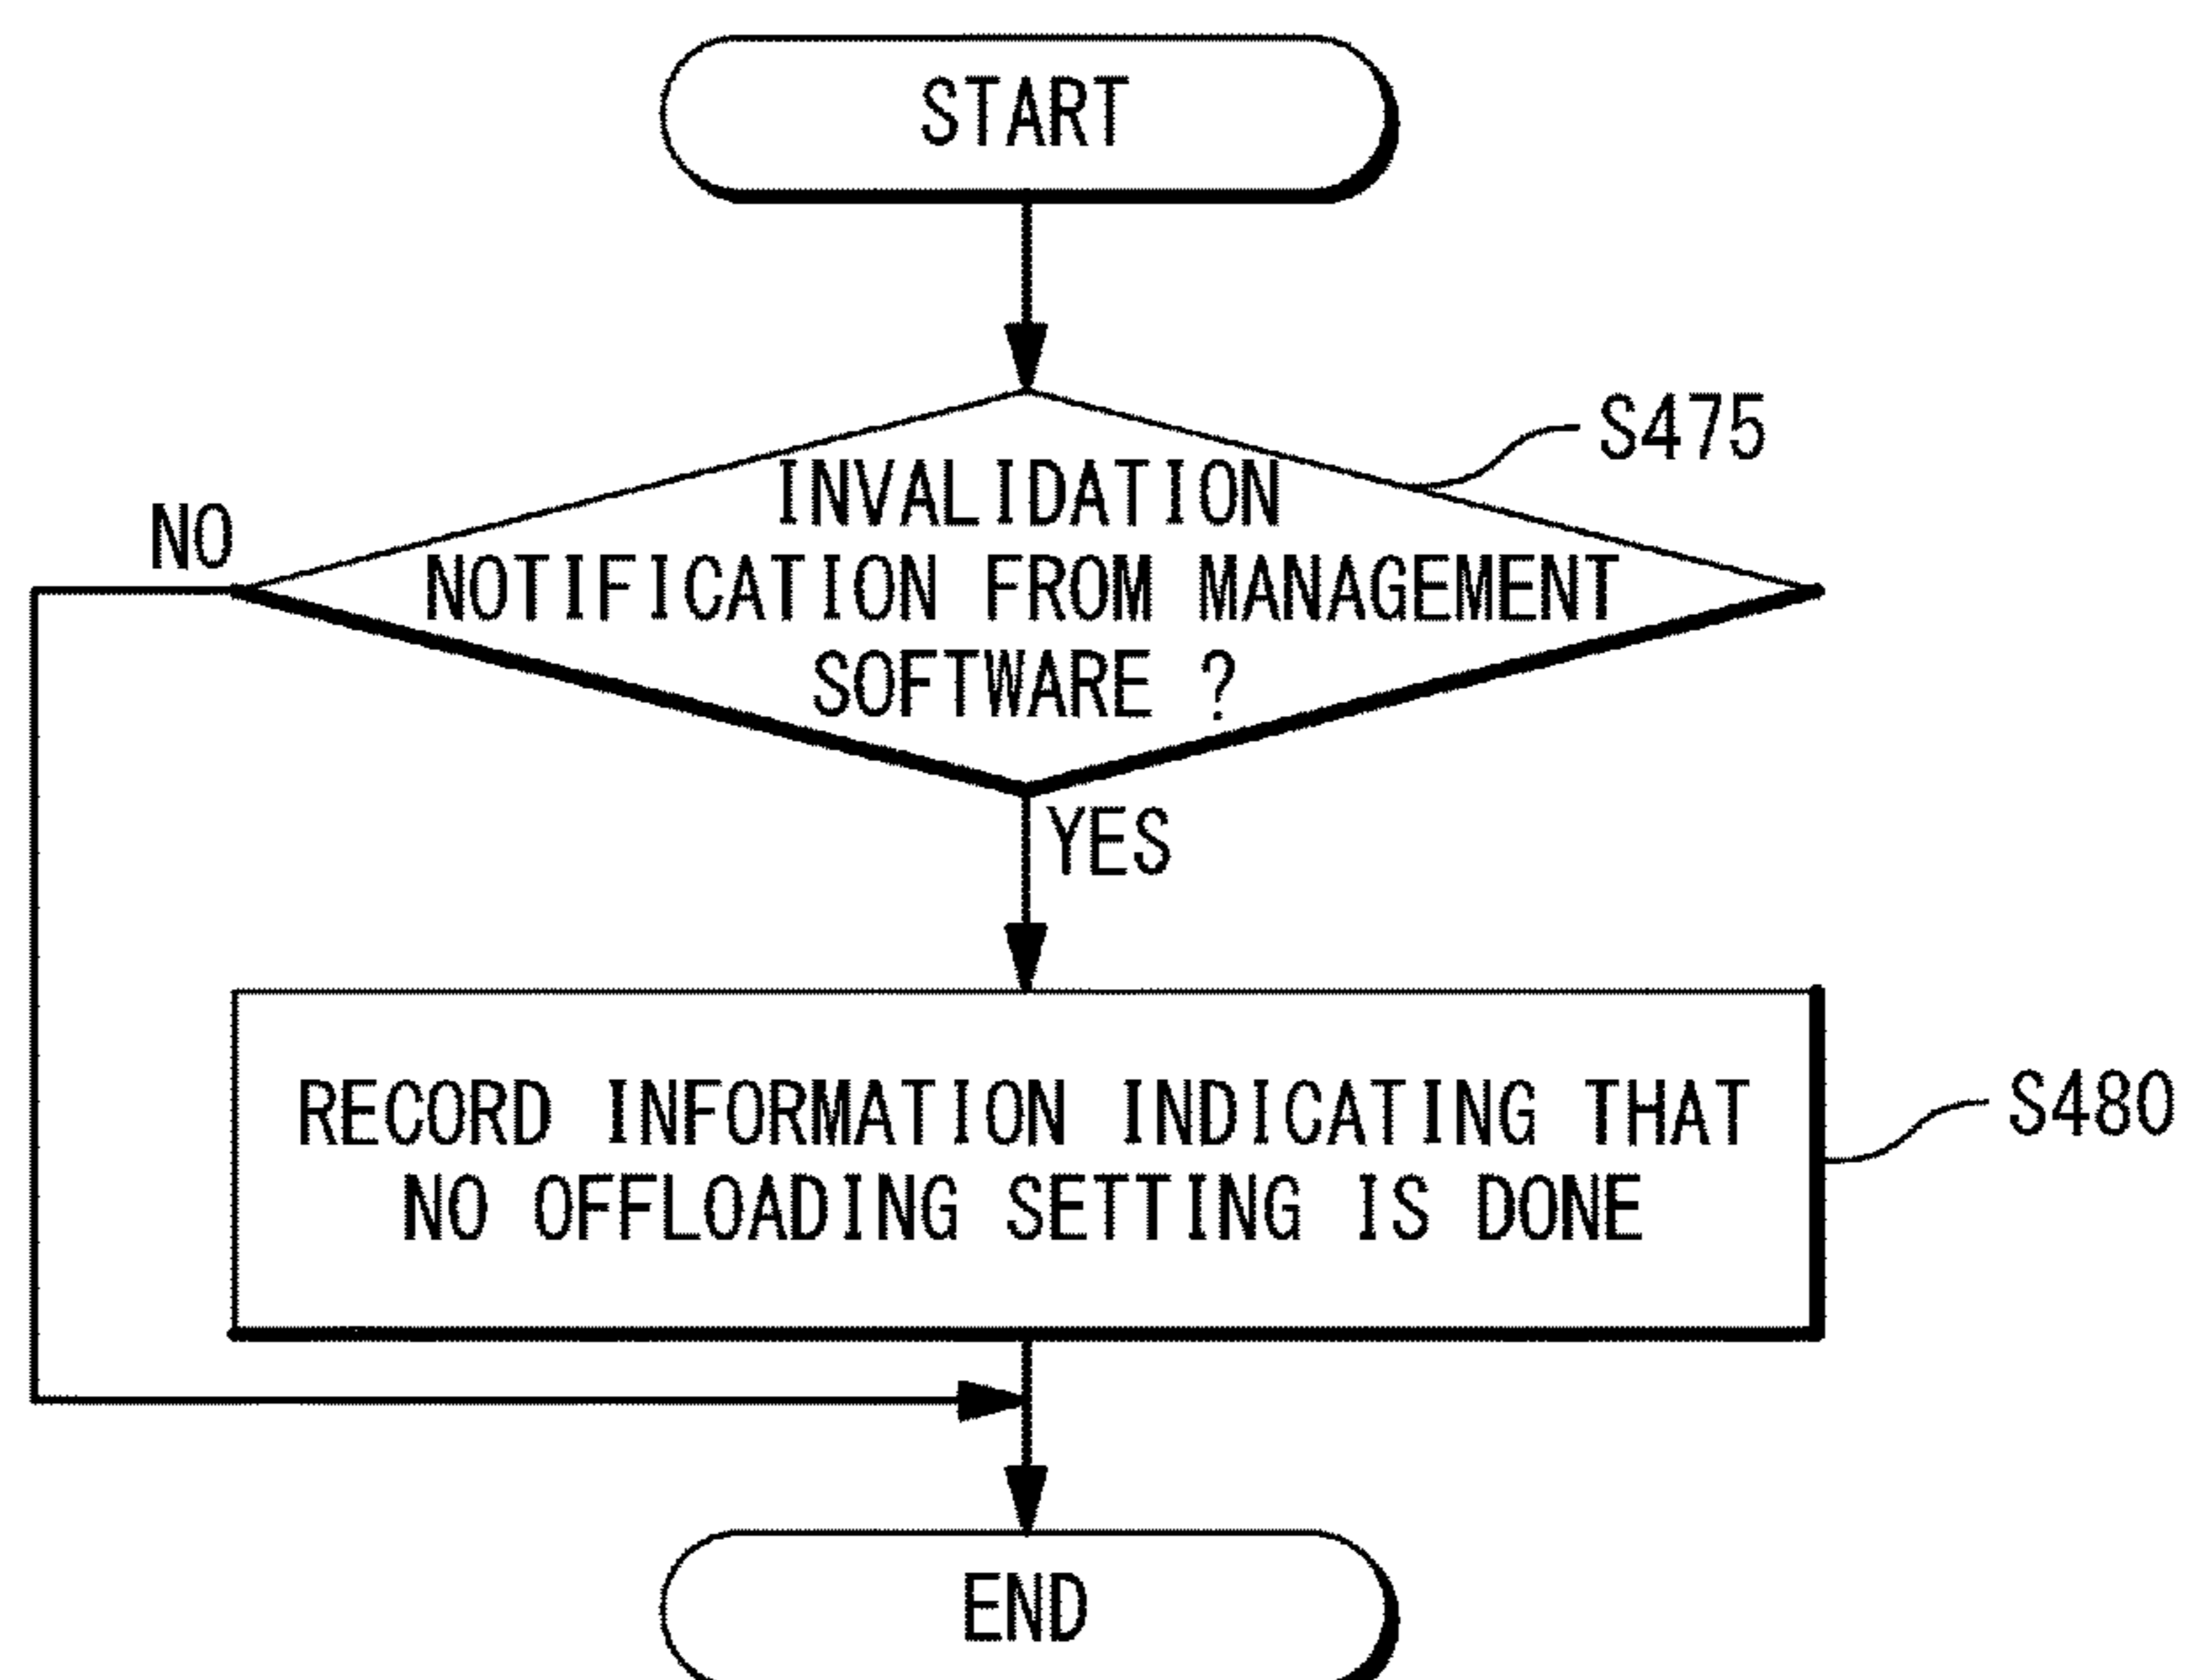 START
S475
INVALIDATION
NO
NOTIFICATION FROM MANAGEMENT
SOFTWARE ?
YES
RECORD INFORMATION INDICATING THAT
S480
NO OFFLOADING SETTING IS DONE
END